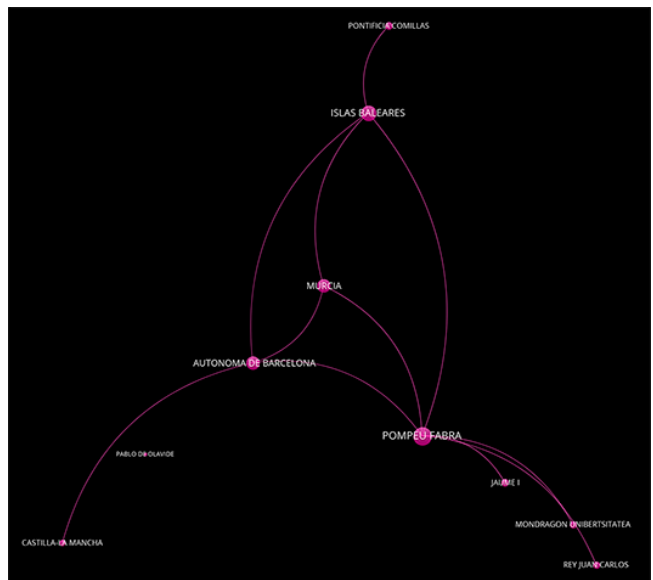 PONTIFICIA COMILLAS
ISLAS BALEARES
MURCIA
AUTONOMA DE BARCELONA
POMPEU FABRA
PABLO DE OLAVIDE
JAUME I
MONDRAGON UNIBERTSITATEA
CASTILLA-LA MANCHA
REY JUAN CARLOS